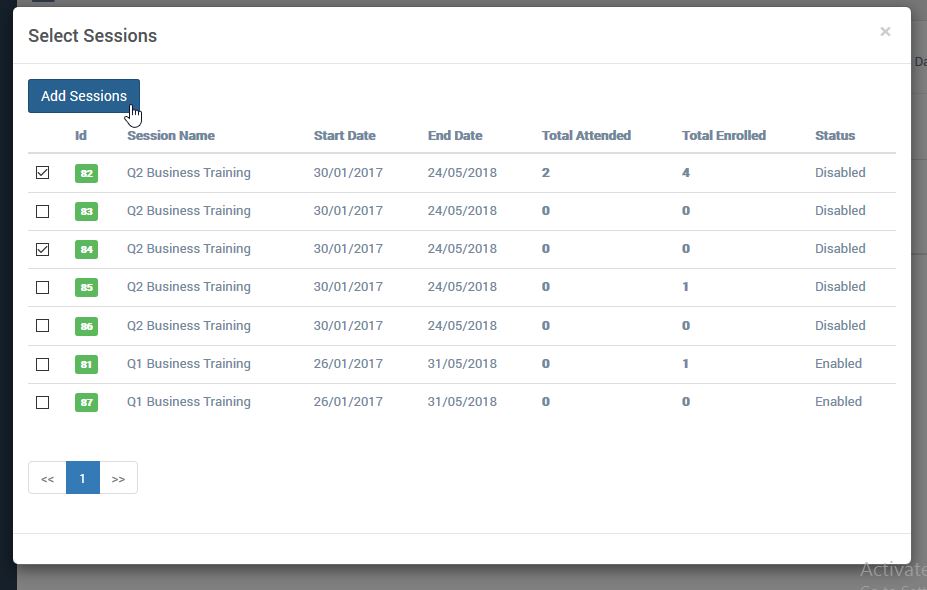 Select Sessions ×
Da
Add Sessions
Id Session Name Start Date End Date Total Attended Total Enrolled Status
82 Q2 Business Training 30/01/2017 24/05/2018 2 4 Disabled
83 Q2 Business Training 30/01/2017 24/05/2018 0 0 Disabled
84 Q2 Business Training 30/01/2017 24/05/2018 0 0 Disabled
85 Q2 Business Training 30/01/2017 24/05/2018 0 1 Disabled
86 Q2 Business Training 30/01/2017 24/05/2018 0 0 Disabled
81 Q1 Business Training 26/01/2017 31/05/2018 0 1 Enabled
87 Q1 Business Training 26/01/2017 31/05/2018 0 0 Enabled
<< 1 >>
Activate